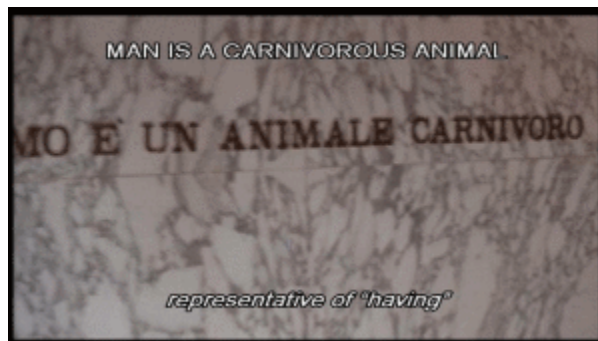 MAN IS A CARNIVOROUS ANIMAL.
MO E' UN ANIMALE CARNIVORO
representative of "having"